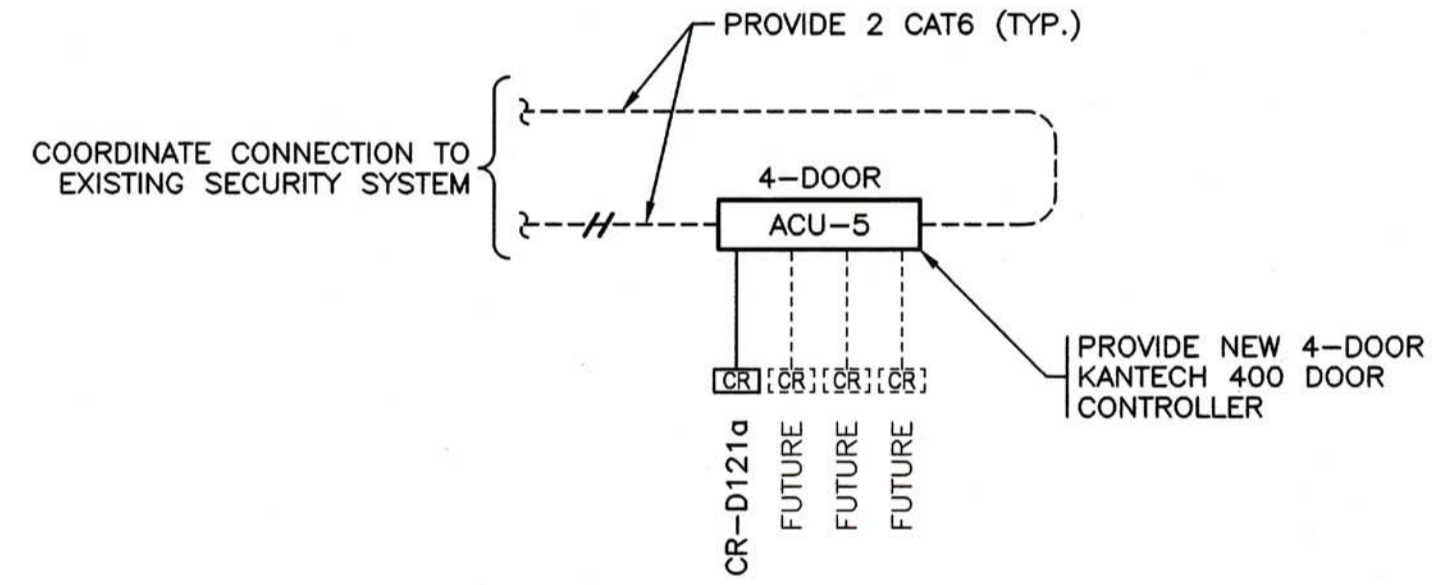 PROVIDE 2 CAT6 (TYP.)
COORDINATE CONNECTION TO
EXISTING SECURITY SYSTEM
4-DOOR
ACU-5
PROVIDE NEW 4-DOOR
KANTECH 400 DOOR
CONTROLLER
CR
CR
CR
CR
CR-D121a
FUTURE
FUTURE
FUTURE